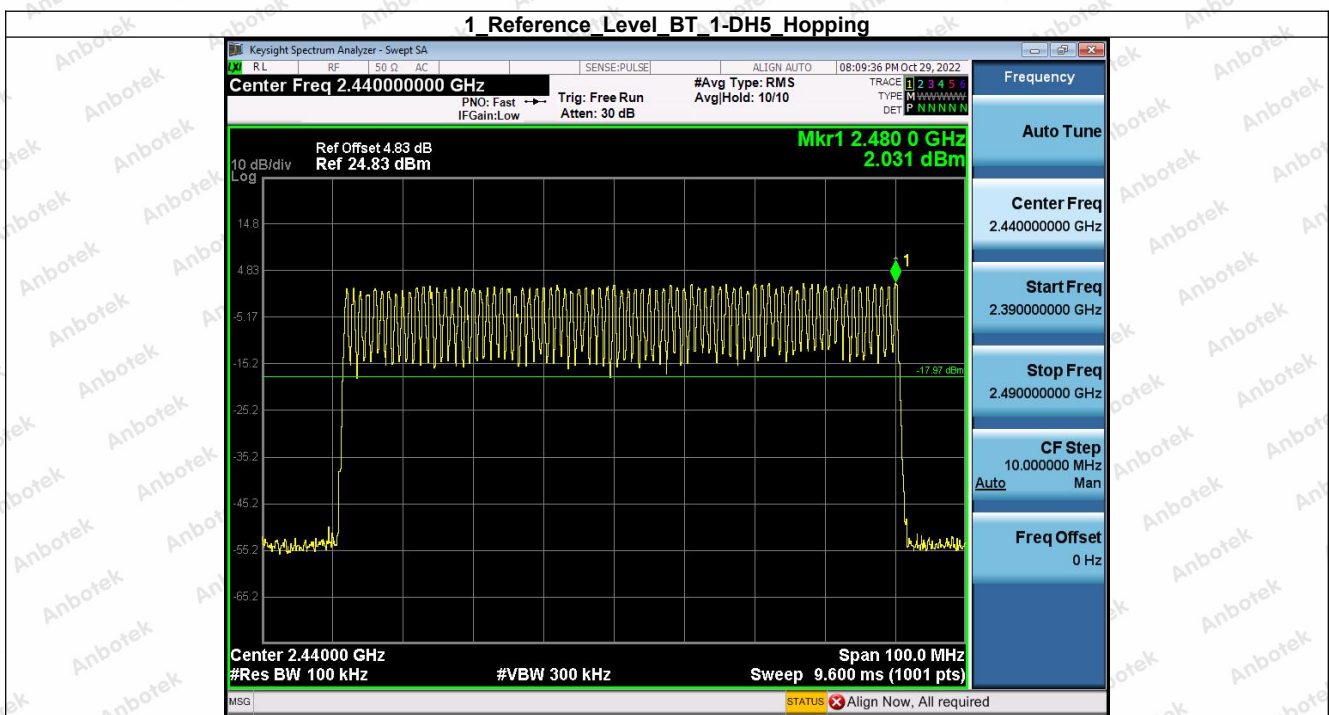 1_Reference_Level_BT_1-DH5_Hopping
Keysight Spectrum Analyzer - Swept SA
LXI RL RF 50 Ω AC SENSE:PULSE ALIGN AUTO 08:09:36 PM Oct 29, 2022
Center Freq 2.440000000 GHz
PNO: Fast
IFGain:Low
Trig: Free Run
Atten: 30 dB
#Avg Type: RMS
Avg|Hold: 10/10
TRACE 1 2 3 4 5 6
TYPE M WWWWW
DET P N N N N N
Mkr1 2.480 0 GHz
2.031 dBm
Ref Offset 4.83 dB
10 dB/div Ref 24.83 dBm
Log
14.8
4.83
-5.17
-15.2
-25.2
-35.2
-45.2
-55.2
-65.2
1
-17.97 dBm
Center 2.44000 GHz Span 100.0 MHz
#Res BW 100 kHz #VBW 300 kHz Sweep 9.600 ms (1001 pts)
MSG STATUS Align Now, All required
Frequency
Auto Tune
Center Freq
2.440000000 GHz
Start Freq
2.390000000 GHz
Stop Freq
2.490000000 GHz
CF Step
10.000000 MHz
Auto Man
Freq Offset
0 Hz
Anbotek